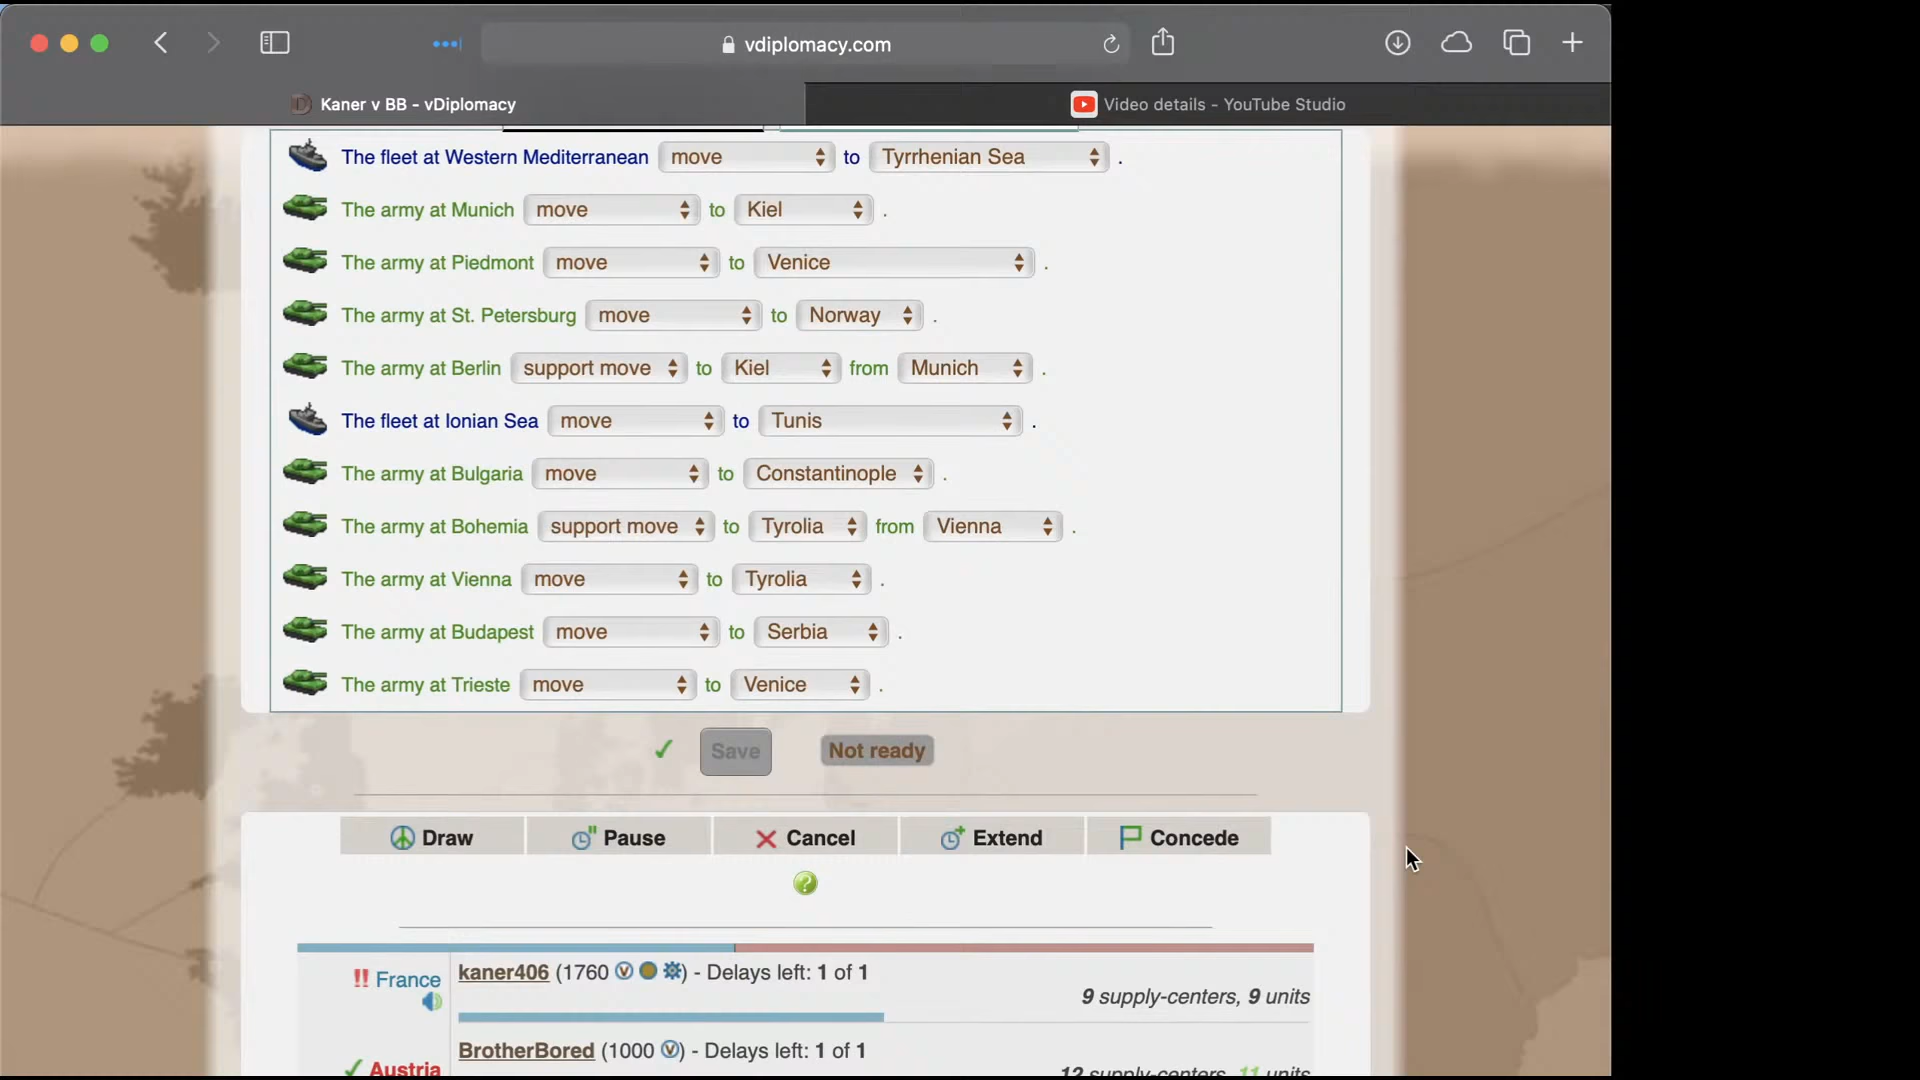 vdiplomacy.com
Kaner v BB - vDiplomacy
Video details - YouTube Studio
The fleet at Western Mediterranean move to Tyrrhenian Sea .
The army at Munich move to Kiel .
The army at Piedmont move to Venice .
The army at St. Petersburg move to Norway .
The army at Berlin support move to Kiel from Munich .
The fleet at Ionian Sea move to Tunis .
The army at Bulgaria move to Constantinople .
The army at Bohemia support move to Tyrolia from Vienna .
The army at Vienna move to Tyrolia .
The army at Budapest move to Serbia .
The army at Trieste move to Venice .
Save Not ready
Draw Pause Cancel Extend Concede
France kaner406 (1760 ) - Delays left: 1 of 1
9 supply-centers, 9 units
BrotherBored (1000 ) - Delays left: 1 of 1
Austria
12 supply-centers, 11 units